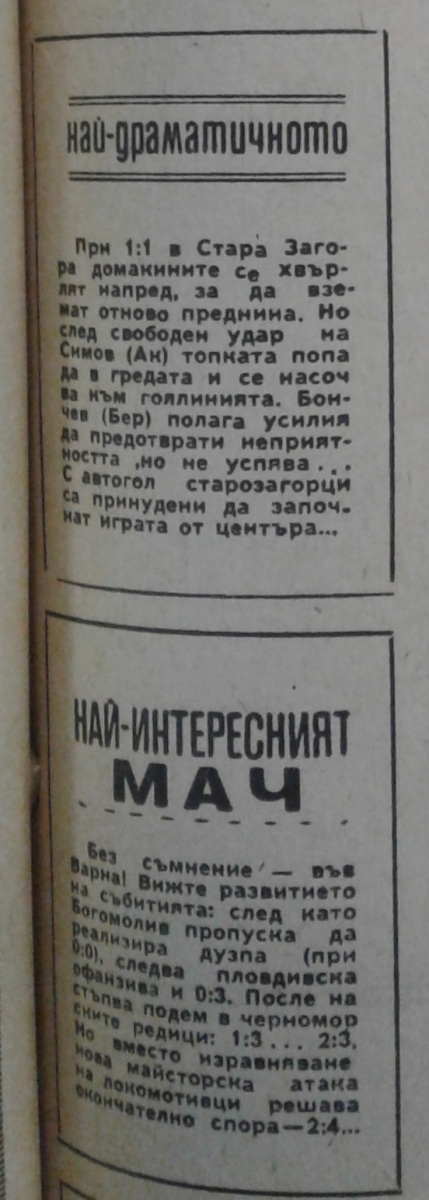 най-драматичното
При 1:1 в Стара Заго-
ра домакините се хвър-
лят напред, за да взе-
мат отново преднина. Но
след свободен удар на
Симов (Ак) топката попа
да в гредата и се насоч
ва към голлинията. Бон-
чев (Бер) полага усилия
да предотврати неприят-
ността ,но не успява...
С автогол старозагорци
са принудени да започ-
нат играта от центъра...
НАЙ-ИНТЕРЕСНИЯТ
МАЧ
Без съмнение — във
Варна! Вижте развитието
на събитията: след като
Богомолив пропуска да
реализира дузпа (при
0:0), следва пловдивска
офанзива и 0:3. После на
стъпва подем в черномор
ските редици: 1:3... 2:3.
Но вместо изравняване
нова майсторска атака
на локомотивци решава
окончателно спора—2:4...